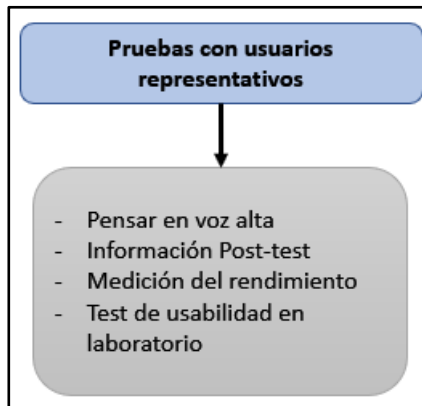 Pruebas con usuarios
representativos
- Pensar en voz alta
- Información Post-test
- Medición del rendimiento
- Test de usabilidad en
laboratorio